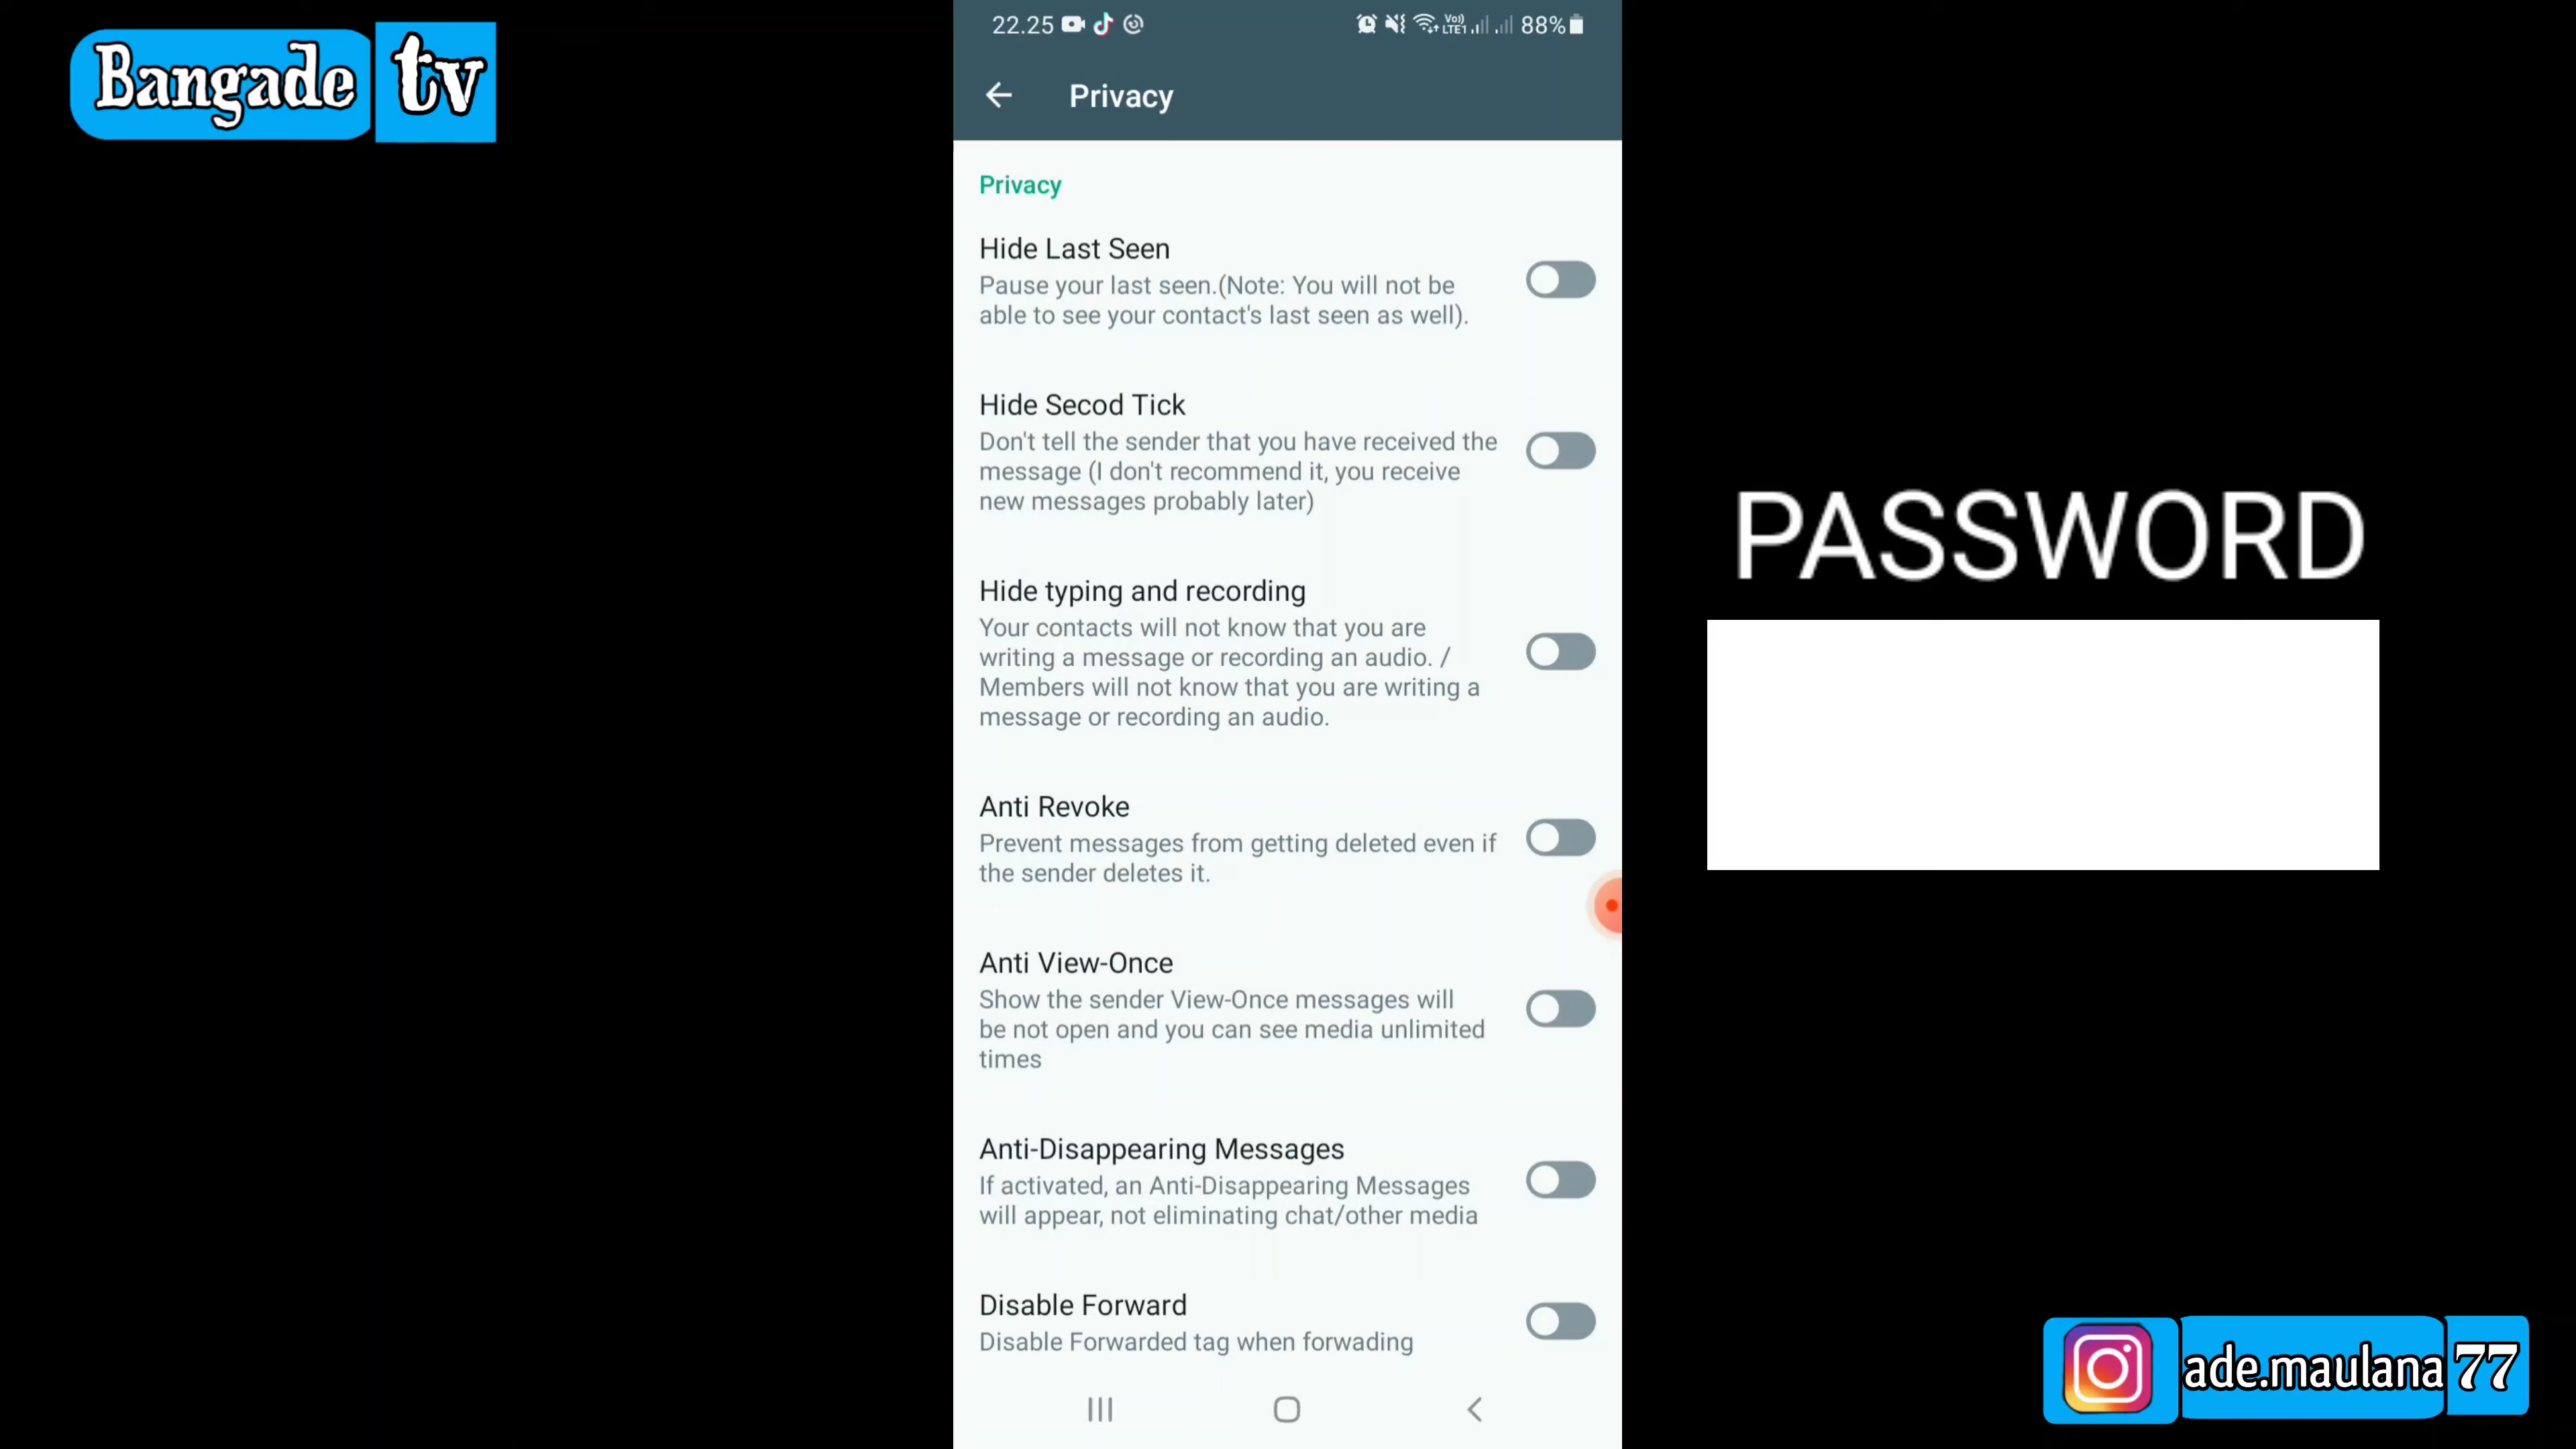 Bangade tv
22.25
Vo)) LTE1 88%
Privacy
Privacy
Hide Last Seen
Pause your last seen.(Note: You will not be
able to see your contact's last seen as well).
Hide Secod Tick
Don't tell the sender that you have received the
message (I don't recommend it, you receive
new messages probably later)
Hide typing and recording
Your contacts will not know that you are
writing a message or recording an audio. /
Members will not know that you are writing a
message or recording an audio.
Anti Revoke
Prevent messages from getting deleted even if
the sender deletes it.
Anti View-Once
Show the sender View-Once messages will
be not open and you can see media unlimited
times
Anti-Disappearing Messages
If activated, an Anti-Disappearing Messages
will appear, not eliminating chat/other media
Disable Forward
Disable Forwarded tag when forwading
PASSWORD
ade.maulana 77